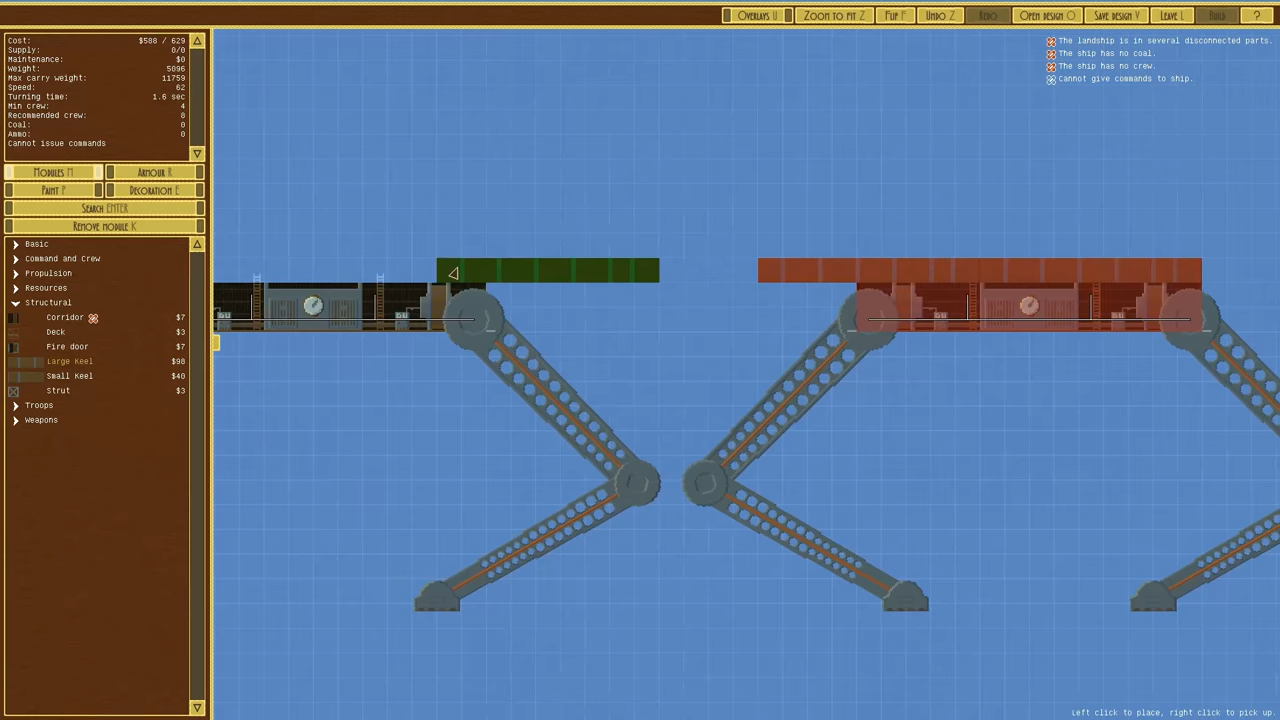 OVERLAYS U
ZOOM TO FIT Z
FLIP F
UNDO Z
REDO
OPEN DESIGN O
SAVE DESIGN V
LEAVE L
BUILD
?
Cost: $588 / 629
Supply: 0/0
Maintenance: $0
Weight: 5096
Max carry weight: 11759
Speed: 62
Turning time: 1.6 sec
Min crew: 4
Recommended crew: 8
Coal: 0
Ammo: 0
Cannot issue commands
The landship is in several disconnected parts.
The ship has no coal.
The ship has no crew.
Cannot give commands to ship.
MODULES M
ARMOUR R
PAINT P
DECORATION E
SEARCH ENTER
REMOVE MODULE K
Basic
Command and Crew
Propulsion
Resources
Structural
Corridor $7
Deck $3
Fire door $7
Large Keel $98
Small Keel $40
Strut $3
Troops
Weapons
Left click to place, right click to pick up.